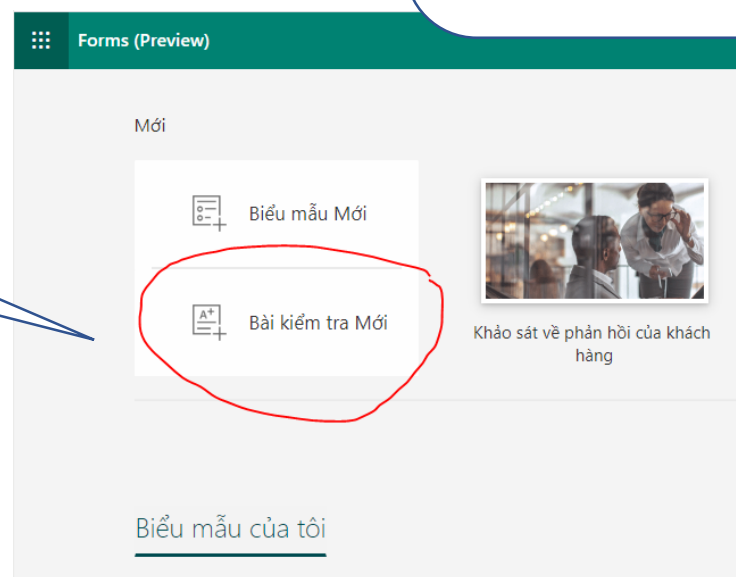 Forms (Preview)
Mới
Biểu mẫu Mới
A+
Bài kiểm tra Mới
Khảo sát về phản hồi của khách
hàng
Biểu mẫu của tôi